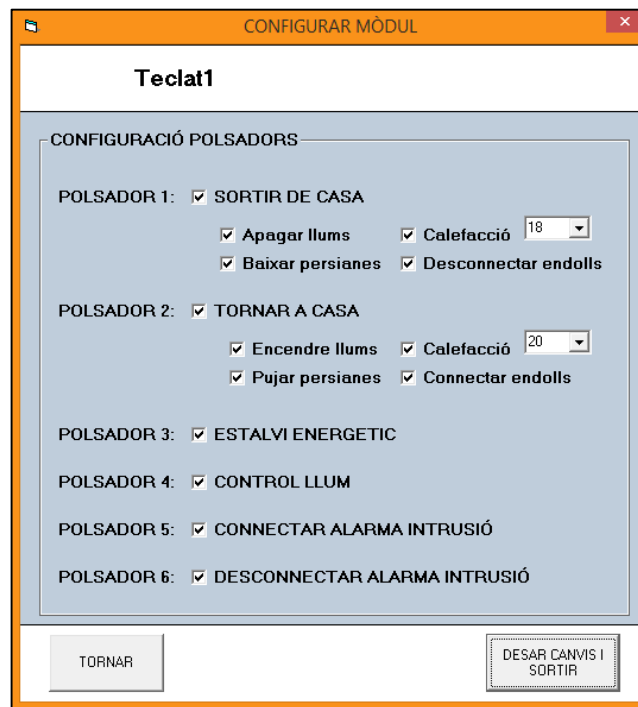 CONFIGURAR MÒDUL
Teclat1
CONFIGURACIÓ POLSADORS
POLSADOR 1: SORTIR DE CASA
Apagar llums Calefacció 18
Baixar persianes Desconnectar endolls
POLSADOR 2: TORNAR A CASA
Encendre llums Calefacció 20
Pujar persianes Connectar endolls
POLSADOR 3: ESTALVI ENERGETIC
POLSADOR 4: CONTROL LLUM
POLSADOR 5: CONNECTAR ALARMA INTRUSIÓ
POLSADOR 6: DESCONNECTAR ALARMA INTRUSIÓ
TORNAR
DESAR CANVIS I
SORTIR